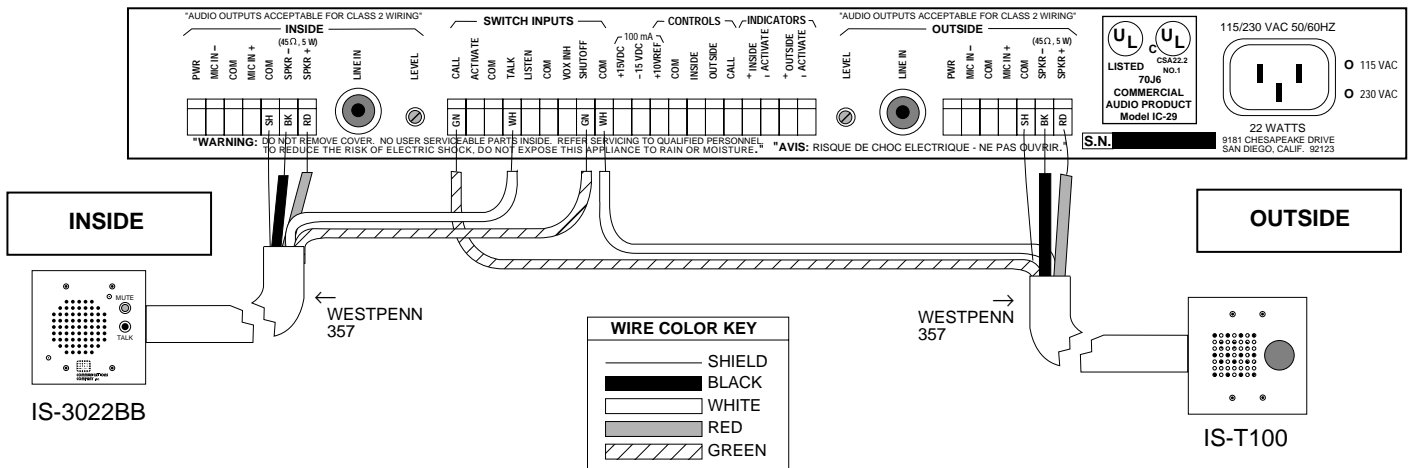 "AUDIO OUTPUTS ACCEPTABLE FOR CLASS 2 WIRING"
INSIDE
(45Ω, 5 W)
PWR
MIC IN -
COM
MIC IN +
COM
SPKR -
SPKR +
LINE IN
LEVEL
SH
BK
RD
SWITCH INPUTS
CALL
ACTIVATE
COM
TALK
LISTEN
COM
VOX INH
SHUTOFF
COM
GN
WH
GN
WH
100 mA
+15VDC
-15 VDC
+10VREF
CONTROLS
COM
INSIDE
OUTSIDE
CALL
INDICATORS
+ INSIDE
- ACTIVATE
+ OUTSIDE
- ACTIVATE
"AUDIO OUTPUTS ACCEPTABLE FOR CLASS 2 WIRING"
OUTSIDE
(45Ω, 5 W)
LEVEL
LINE IN
PWR
MIC IN -
COM
MIC IN +
COM
SPKR -
SPKR +
SH
BK
RD
UL
C
UL
LISTED
CSA22.2
NO.1
70J6
COMMERCIAL
AUDIO PRODUCT
Model IC-29
S.N.
115/230 VAC 50/60HZ
115 VAC
230 VAC
22 WATTS
9181 CHESAPEAKE DRIVE
SAN DIEGO, CALIF. 92123
"WARNING: DO NOT REMOVE COVER. NO USER SERVICEABLE PARTS INSIDE. REFER SERVICING TO QUALIFIED PERSONNEL
TO REDUCE THE RISK OF ELECTRIC SHOCK, DO NOT EXPOSE THIS APPLIANCE TO RAIN OR MOISTURE."
"AVIS: RISQUE DE CHOC ELECTRIQUE - NE PAS OUVRIR."
INSIDE
OUTSIDE
MUTE
TALK
IS-3022BB
WESTPENN
357
WIRE COLOR KEY
SHIELD
BLACK
WHITE
RED
GREEN
WESTPENN
357
IS-T100